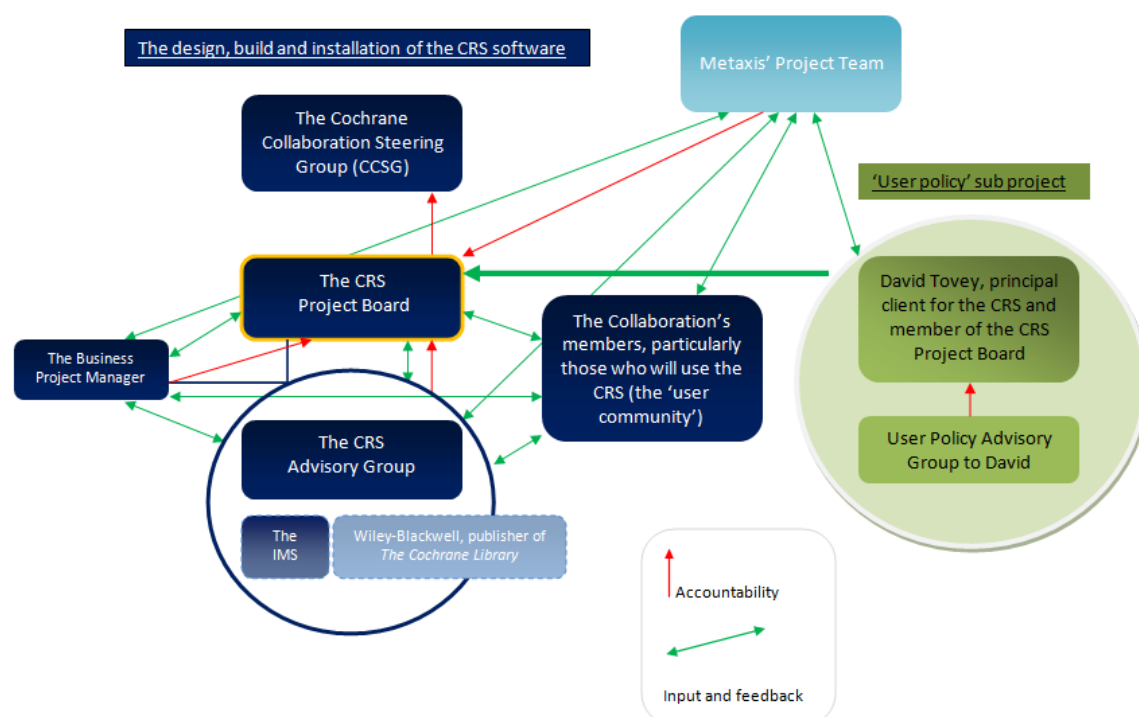 The design, build and installation of the CRS software
Metaxis’ Project Team
The Cochrane
Collaboration Steering
Group (CCSG)
‘User policy’ sub project
The CRS
Project Board
David Tovey, principal
client for the CRS and
member of the CRS
Project Board
The Collaboration’s
members, particularly
those who will use the
CRS (the ‘user
community’)
The Business
Project Manager
The CRS
Advisory Group
User Policy Advisory
Group to David
The
IMS
Wiley-Blackwell, publisher of
The Cochrane Library
Accountability
Input and feedback